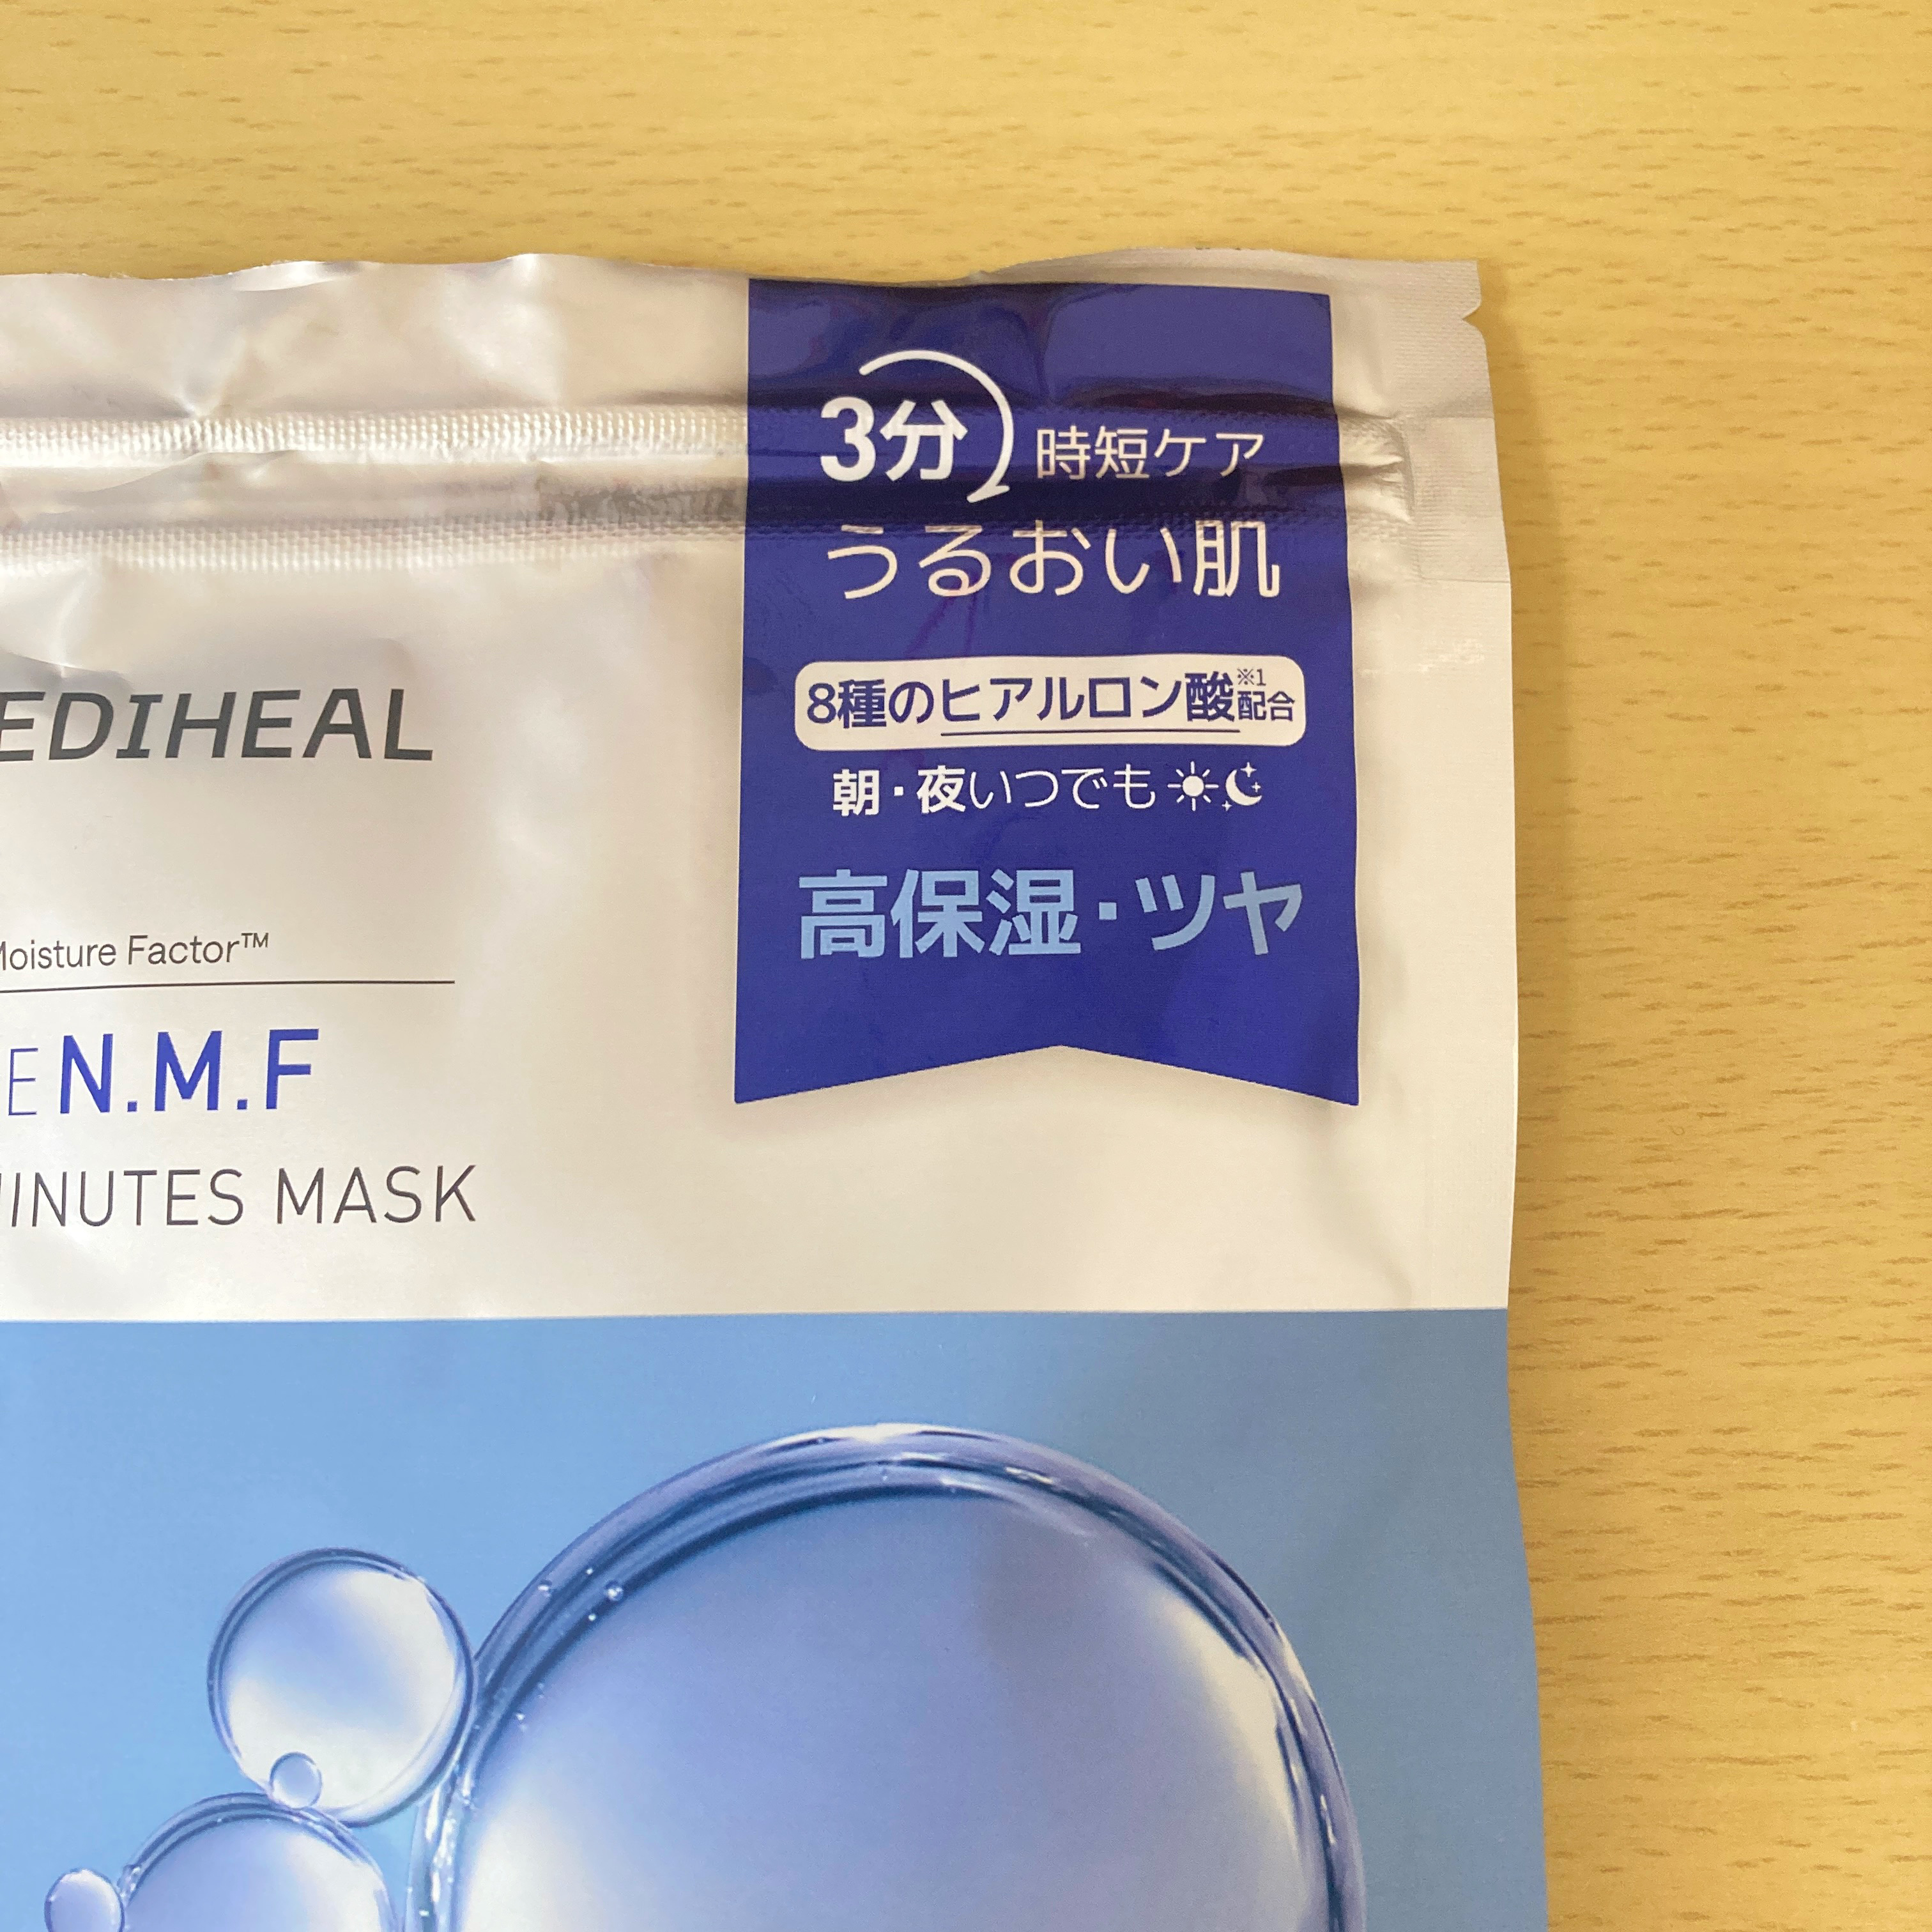 3分 時短ケア
うるおい肌
8種のヒアルロン酸※1配合
朝・夜いつでも
高保湿・ツヤ
EDIHEAL
Moisture Factor™
E N.M.F
MINUTES MASK